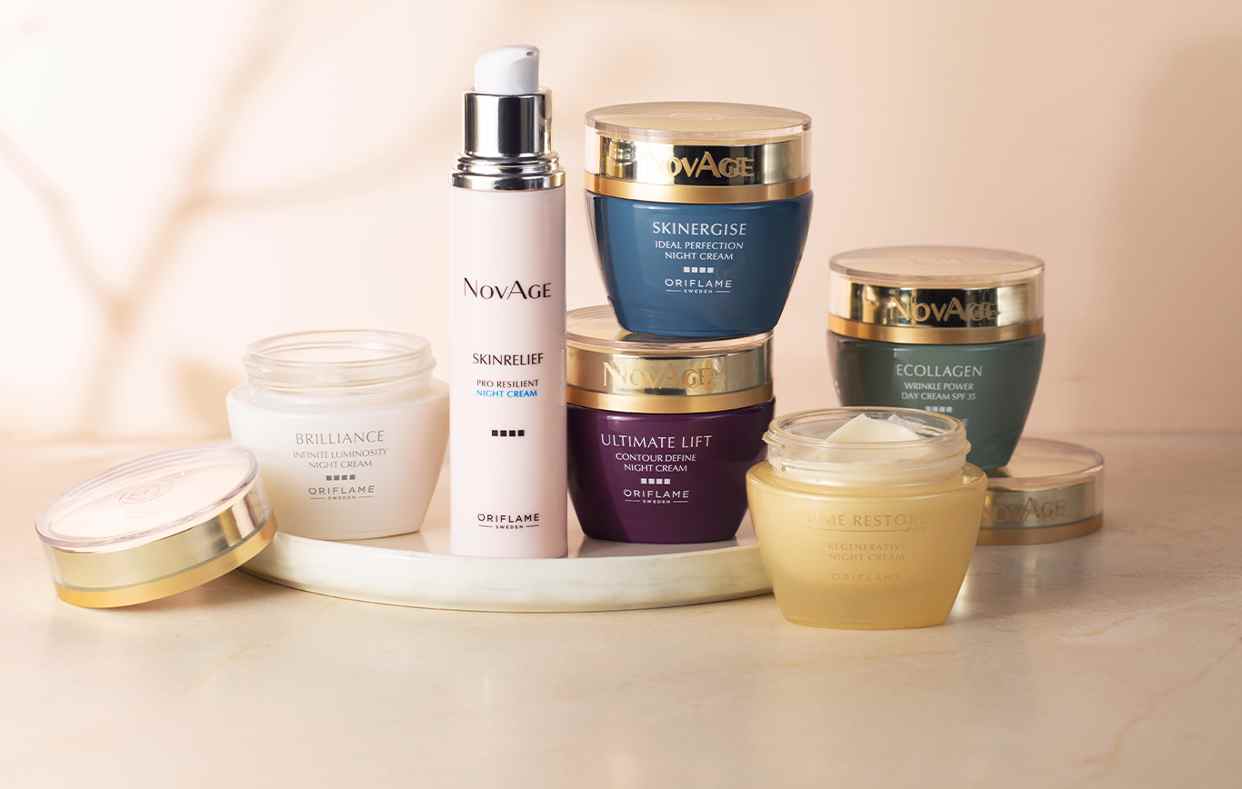 BRILLIANCE
INFINITE LUMINOSITY
NIGHT CREAM
ORIFLAME
SWEDEN
NOVAGE
SKINRELIEF
PRO RESILIENT
NIGHT CREAM
ORIFLAME
SWEDEN
NOVAGE
SKINERGISE
IDEAL PERFECTION
NIGHT CREAM
ORIFLAME
SWEDEN
NOVAGE
ULTIMATE LIFT
CONTOUR DEFINE
NIGHT CREAM
ORIFLAME
SWEDEN
NOVAGE
ECOLLAGEN
WRINKLE POWER
DAY CREAM SPF 35
TIME RESTORE
REGENERATIVE
NIGHT CREAM
ORIFLAME
NOVAGE